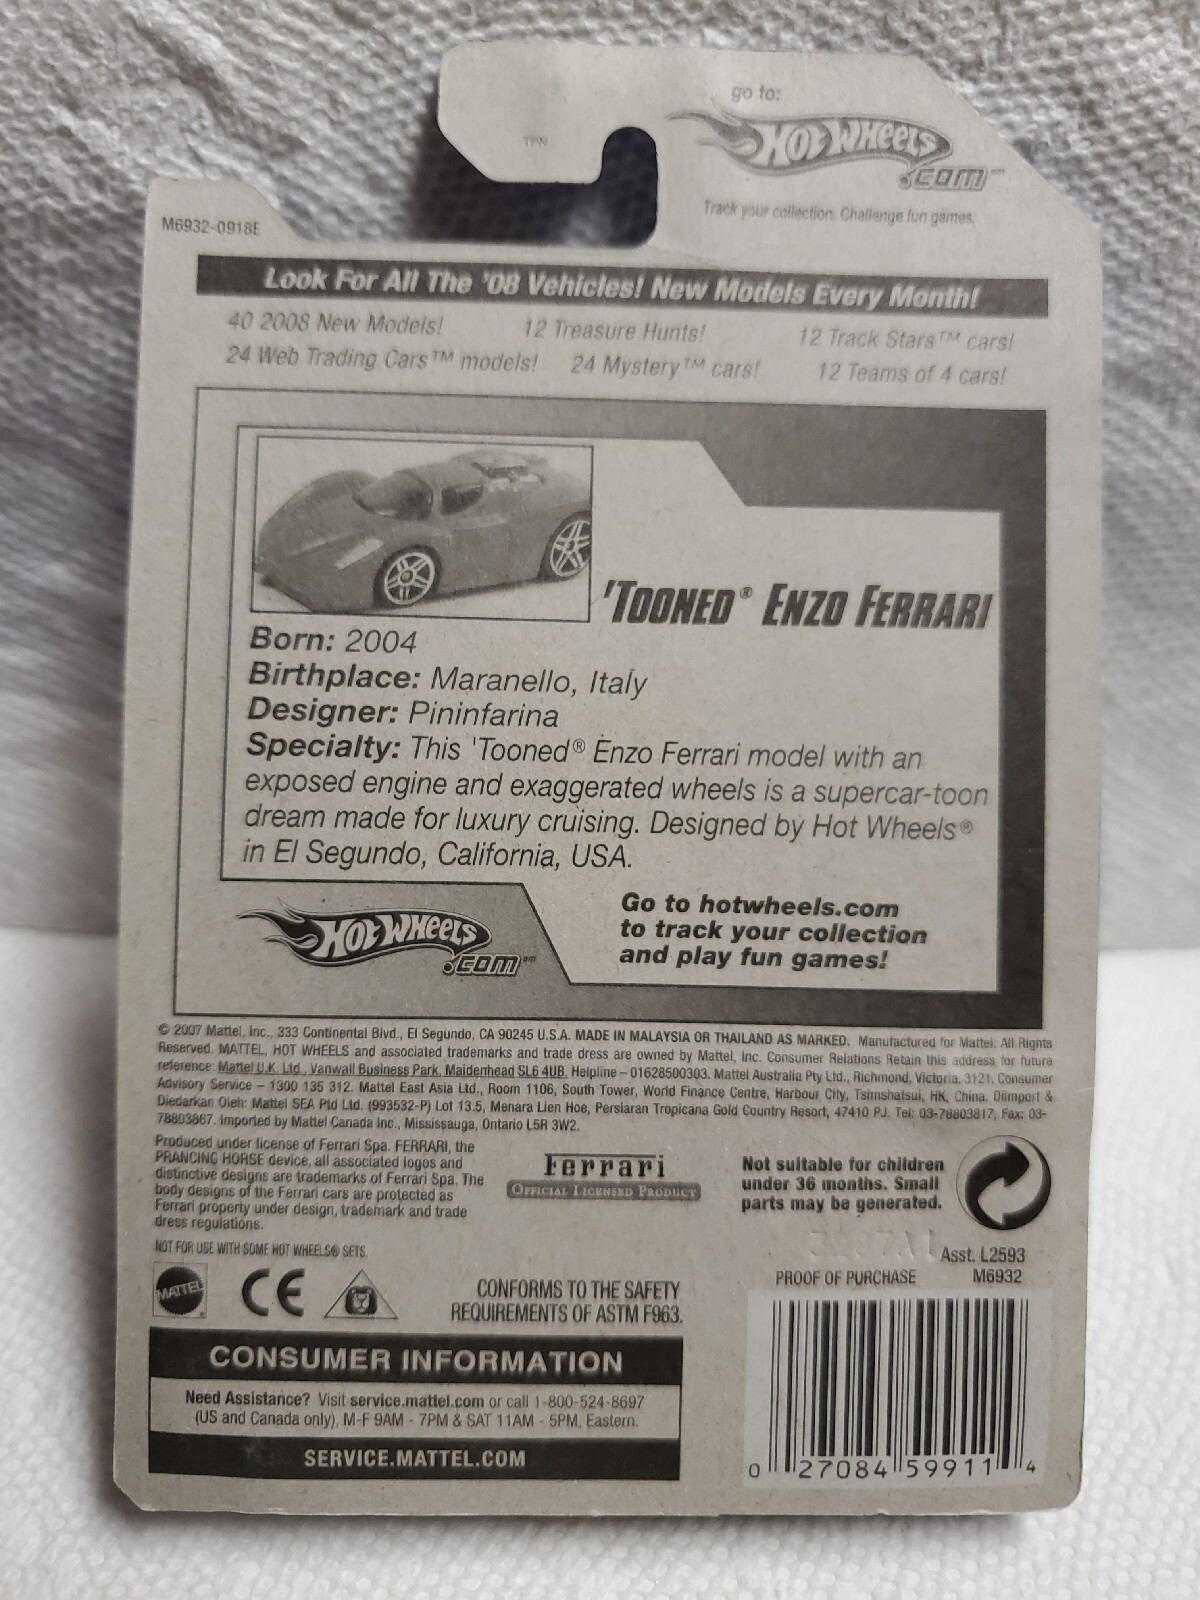 go to:
HOT WHEELS
.COM™
TPN
Track your collection. Challenge fun games.
M6932-0918E
Look For All The '08 Vehicles! New Models Every Month!
40 2008 New Models! 12 Treasure Hunts! 12 Track Stars™ cars!
24 Web Trading Cars™ models! 24 Mystery™ cars! 12 Teams of 4 cars!
'TOONED® ENZO FERRARI
Born: 2004
Birthplace: Maranello, Italy
Designer: Pininfarina
Specialty: This 'Tooned® Enzo Ferrari model with an
exposed engine and exaggerated wheels is a supercar-toon
dream made for luxury cruising. Designed by Hot Wheels®
in El Segundo, California, USA.
HOT WHEELS
.COM™
Go to hotwheels.com
to track your collection
and play fun games!
© 2007 Mattel, Inc., 333 Continental Blvd., El Segundo, CA 90245 U.S.A. MADE IN MALAYSIA OR THAILAND AS MARKED. Manufactured for Mattel. All Rights
Reserved. MATTEL, HOT WHEELS and associated trademarks and trade dress are owned by Mattel, Inc. Consumer Relations Retain this address for future
reference: Mattel U.K. Ltd., Vanwall Business Park, Maidenhead SL6 4UB. Helpline – 01628500303. Mattel Australia Pty Ltd., Richmond, Victoria. 3121. Consumer
Advisory Service – 1300 135 312. Mattel East Asia Ltd., Room 1106, South Tower, World Finance Centre, Harbour City, Tsimshatsui, HK, China. Diimport &
Diedarkan Oleh: Mattel SEA Ptd Ltd. (993532-P) Lot 13.5, Menara Lien Hoe, Persiaran Tropicana Gold Country Resort, 47410 PJ. Tel: 03-78803817, Fax: 03-
78803867. Imported by Mattel Canada Inc., Mississauga, Ontario L5R 3W2.
Produced under license of Ferrari Spa. FERRARI, the
PRANCING HORSE device, all associated logos and
distinctive designs are trademarks of Ferrari Spa. The
body designs of the Ferrari cars are protected as
Ferrari property under design, trademark and trade
dress regulations.
Ferrari
OFFICIAL LICENSED PRODUCT
Not suitable for children
under 36 months. Small
parts may be generated.
NOT FOR USE WITH SOME HOT WHEELS® SETS.
MATTEL
CE
CONFORMS TO THE SAFETY
REQUIREMENTS OF ASTM F963.
Asst. L2593
PROOF OF PURCHASE M6932
CONSUMER INFORMATION
Need Assistance? Visit service.mattel.com or call 1-800-524-8697
(US and Canada only), M-F 9AM - 7PM & SAT 11AM - 5PM, Eastern.
SERVICE.MATTEL.COM
0 27084 59911 4